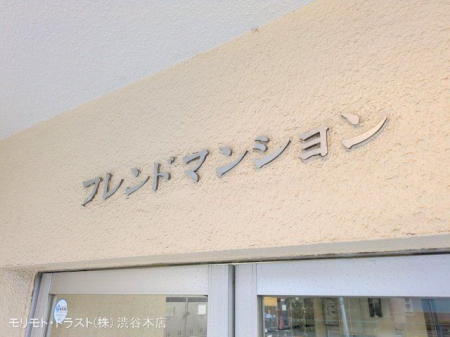 フレンドマンション
モリモト・トラスト(株) 渋谷本店